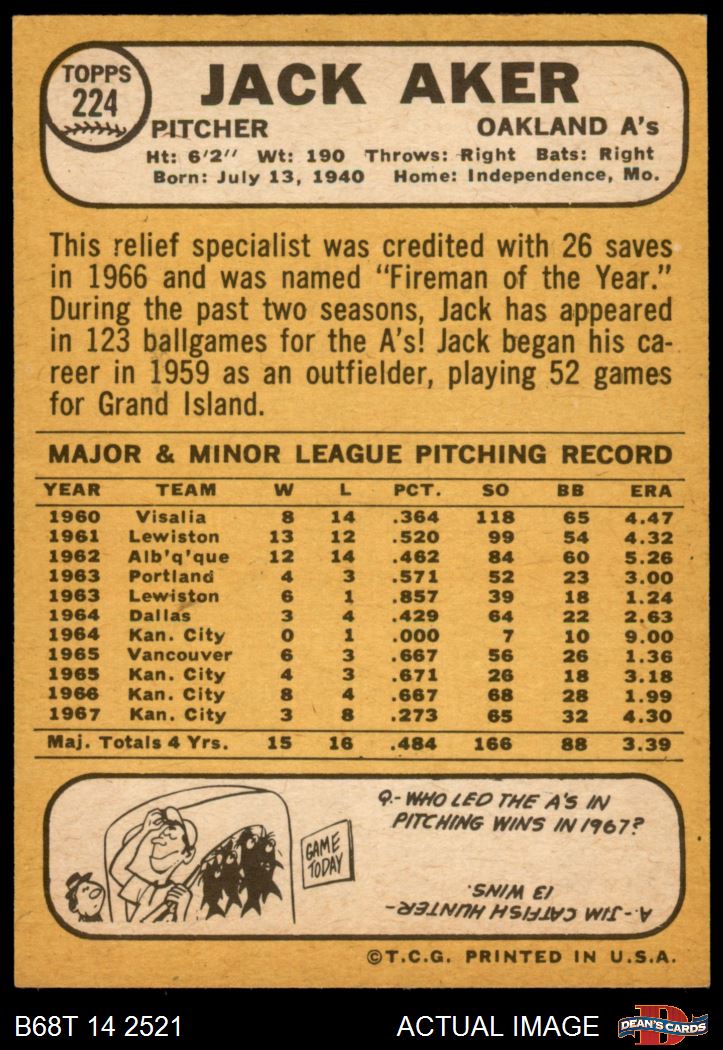 TOPPS
224
JACK AKER
PITCHER OAKLAND A's
Ht: 6'2" Wt: 190 Throws: Right Bats: Right
Born: July 13, 1940 Home: Independence, Mo.
This relief specialist was credited with 26 saves
in 1966 and was named "Fireman of the Year."
During the past two seasons, Jack has appeared
in 123 ballgames for the A's! Jack began his ca-
reer in 1959 as an outfielder, playing 52 games
for Grand Island.
MAJOR & MINOR LEAGUE PITCHING RECORD
YEAR TEAM W L PCT. SO BB ERA
1960 Visalia 8 14 .364 118 65 4.47
1961 Lewiston 13 12 .520 99 54 4.32
1962 Alb'q'que 12 14 .462 84 60 5.26
1963 Portland 4 3 .571 52 23 3.00
1963 Lewiston 6 1 .857 39 18 1.24
1964 Dallas 3 4 .429 64 22 2.63
1964 Kan. City 0 1 .000 7 10 9.00
1965 Vancouver 6 3 .667 56 26 1.36
1965 Kan. City 4 3 .671 26 18 3.18
1966 Kan. City 8 4 .667 68 28 1.99
1967 Kan. City 3 8 .273 65 32 4.30
Maj. Totals 4 Yrs. 15 16 .484 166 88 3.39
GAME
TODAY
Q.- WHO LED THE A'S IN
PITCHING WINS IN 1967?
A.- JIM CATFISH HUNTER-
13 WINS.
©T.C.G. PRINTED IN U.S.A.
B68T 14 2521 ACTUAL IMAGE
D
DEAN'S CARDS